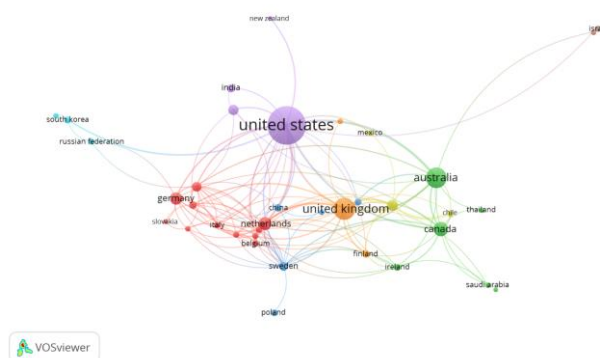 new zealand
isra
india
united states
south korea
mexico
russian federation
australia
germany
china
united kingdom
chile
thailand
slovakia
italy
netherlands
canada
belgium
finland
sweden
ireland
saudi arabia
poland
VOSviewer